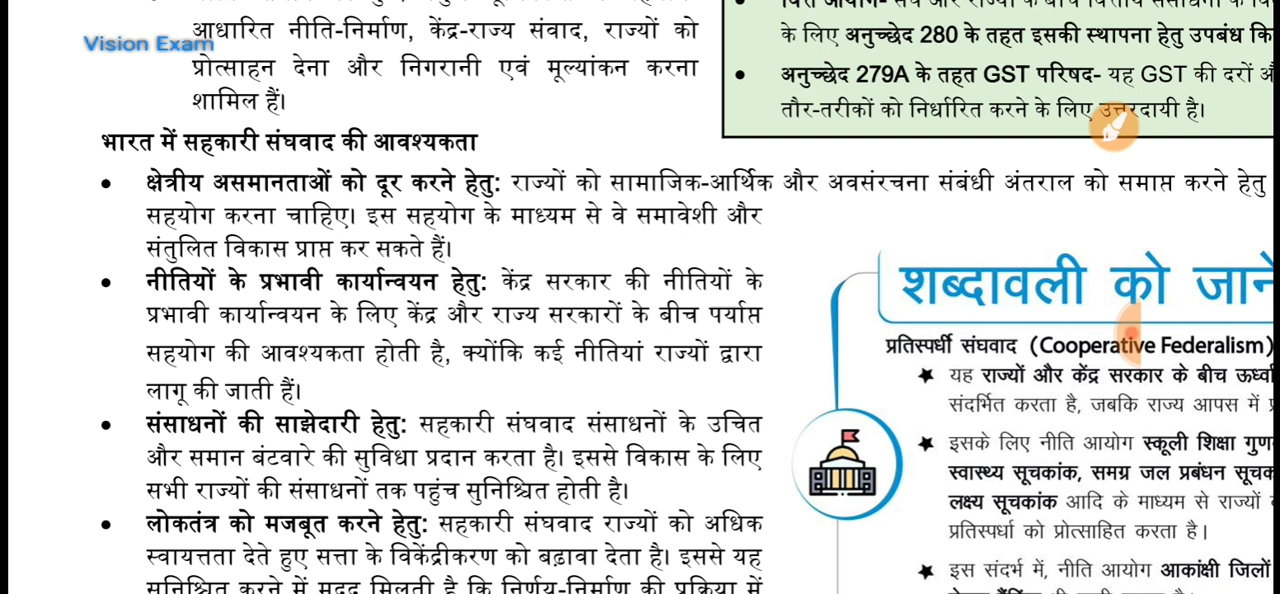 Vision Exam
आधारित नीति-निर्माण, केंद्र-राज्य संवाद, राज्यों को
प्रोत्साहन देना और निगरानी एवं मूल्यांकन करना
शामिल हैं।
के लिए अनुच्छेद 280 के तहत इसकी स्थापना हेतु उपबंध
• अनुच्छेद 279A के तहत GST परिषद- यह GST की दरों
तौर-तरीकों को निर्धारित करने के लिए उत्तरदायी है।
भारत में सहकारी संघवाद की आवश्यकता
• क्षेत्रीय असमानताओं को दूर करने हेतु: राज्यों को सामाजिक-आर्थिक और अवसंरचना संबंधी अंतराल को समाप्त करने हेतु
सहयोग करना चाहिए। इस सहयोग के माध्यम से वे समावेशी और
संतुलित विकास प्राप्त कर सकते हैं।
• नीतियों के प्रभावी कार्यान्वयन हेतु: केंद्र सरकार की नीतियों के
प्रभावी कार्यान्वयन के लिए केंद्र और राज्य सरकारों के बीच पर्याप्त
सहयोग की आवश्यकता होती है, क्योंकि कई नीतियां राज्यों द्वारा
लागू की जाती हैं।
• संसाधनों की साझेदारी हेतु: सहकारी संघवाद संसाधनों के उचित
और समान बंटवारे की सुविधा प्रदान करता है। इससे विकास के लिए
सभी राज्यों की संसाधनों तक पहुंच सुनिश्चित होती है।
• लोकतंत्र को मजबूत करने हेतु: सहकारी संघवाद राज्यों को अधिक
स्वायत्तता देते हुए सत्ता के विकेंद्रीकरण को बढ़ावा देता है। इससे यह
सुनिश्चित करने में मदद मिलती है कि निर्णय-निर्माण की प्रक्रिया में
शब्दावली को जाने
प्रतिस्पर्धी संघवाद (Cooperative Federalism)
★ यह राज्यों और केंद्र सरकार के बीच
संदर्भित करता है, जबकि राज्य आपस में
★ इसके लिए नीति आयोग स्कूली शिक्षा
स्वास्थ्य सूचकांक, समग्र जल प्रबंधन
लक्ष्य सूचकांक आदि के माध्यम से राज्यों
प्रतिस्पर्धा को प्रोत्साहित करता है।
★ इस संदर्भ में, नीति आयोग आकांक्षी जिलों